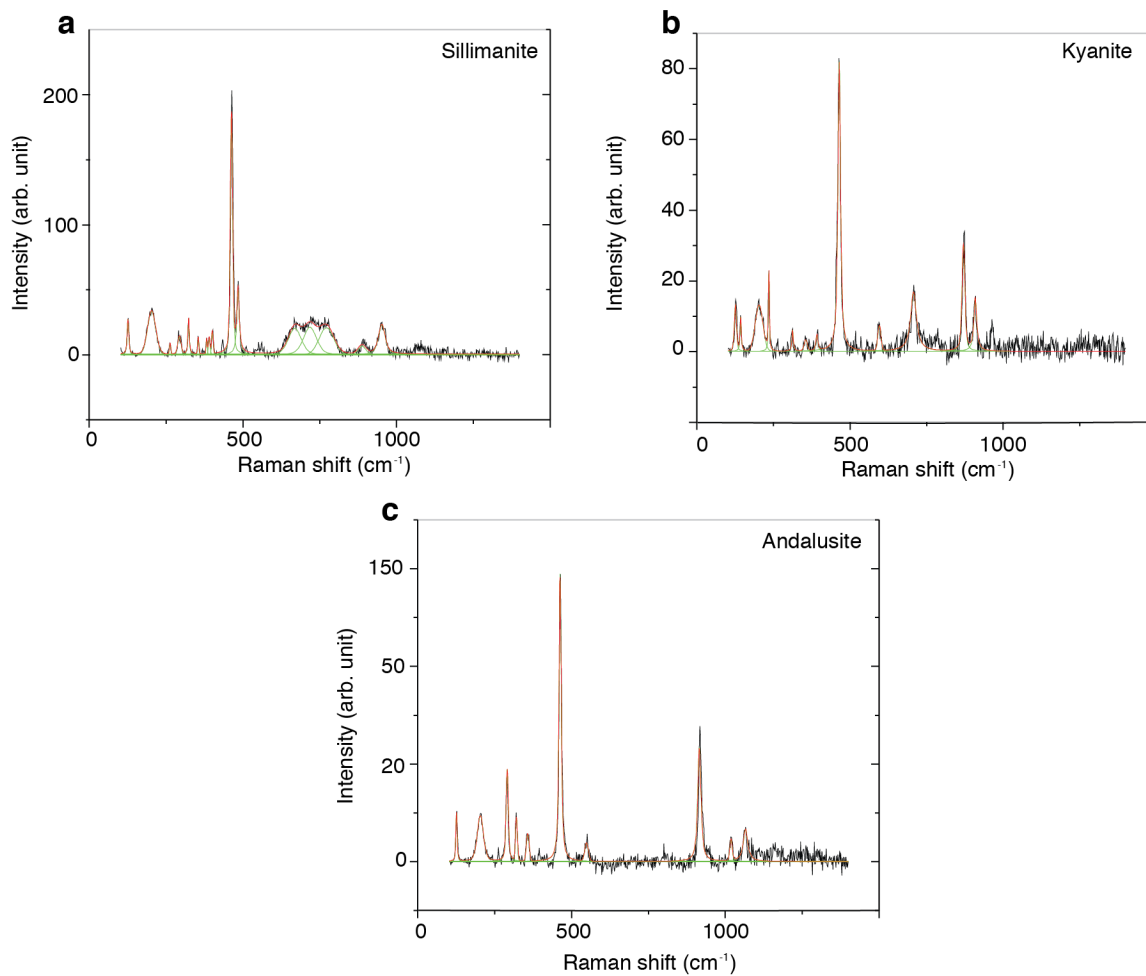 a
Sillimanite
200
100
0
Intensity (arb. unit)
0 500 1000
Raman shift (cm⁻¹)
b
Kyanite
80
60
40
20
0
Intensity (arb. unit)
0 500 1000
Raman shift (cm⁻¹)
c
Andalusite
150
50
20
0
Intensity (arb. unit)
0 500 1000
Raman shift (cm⁻¹)